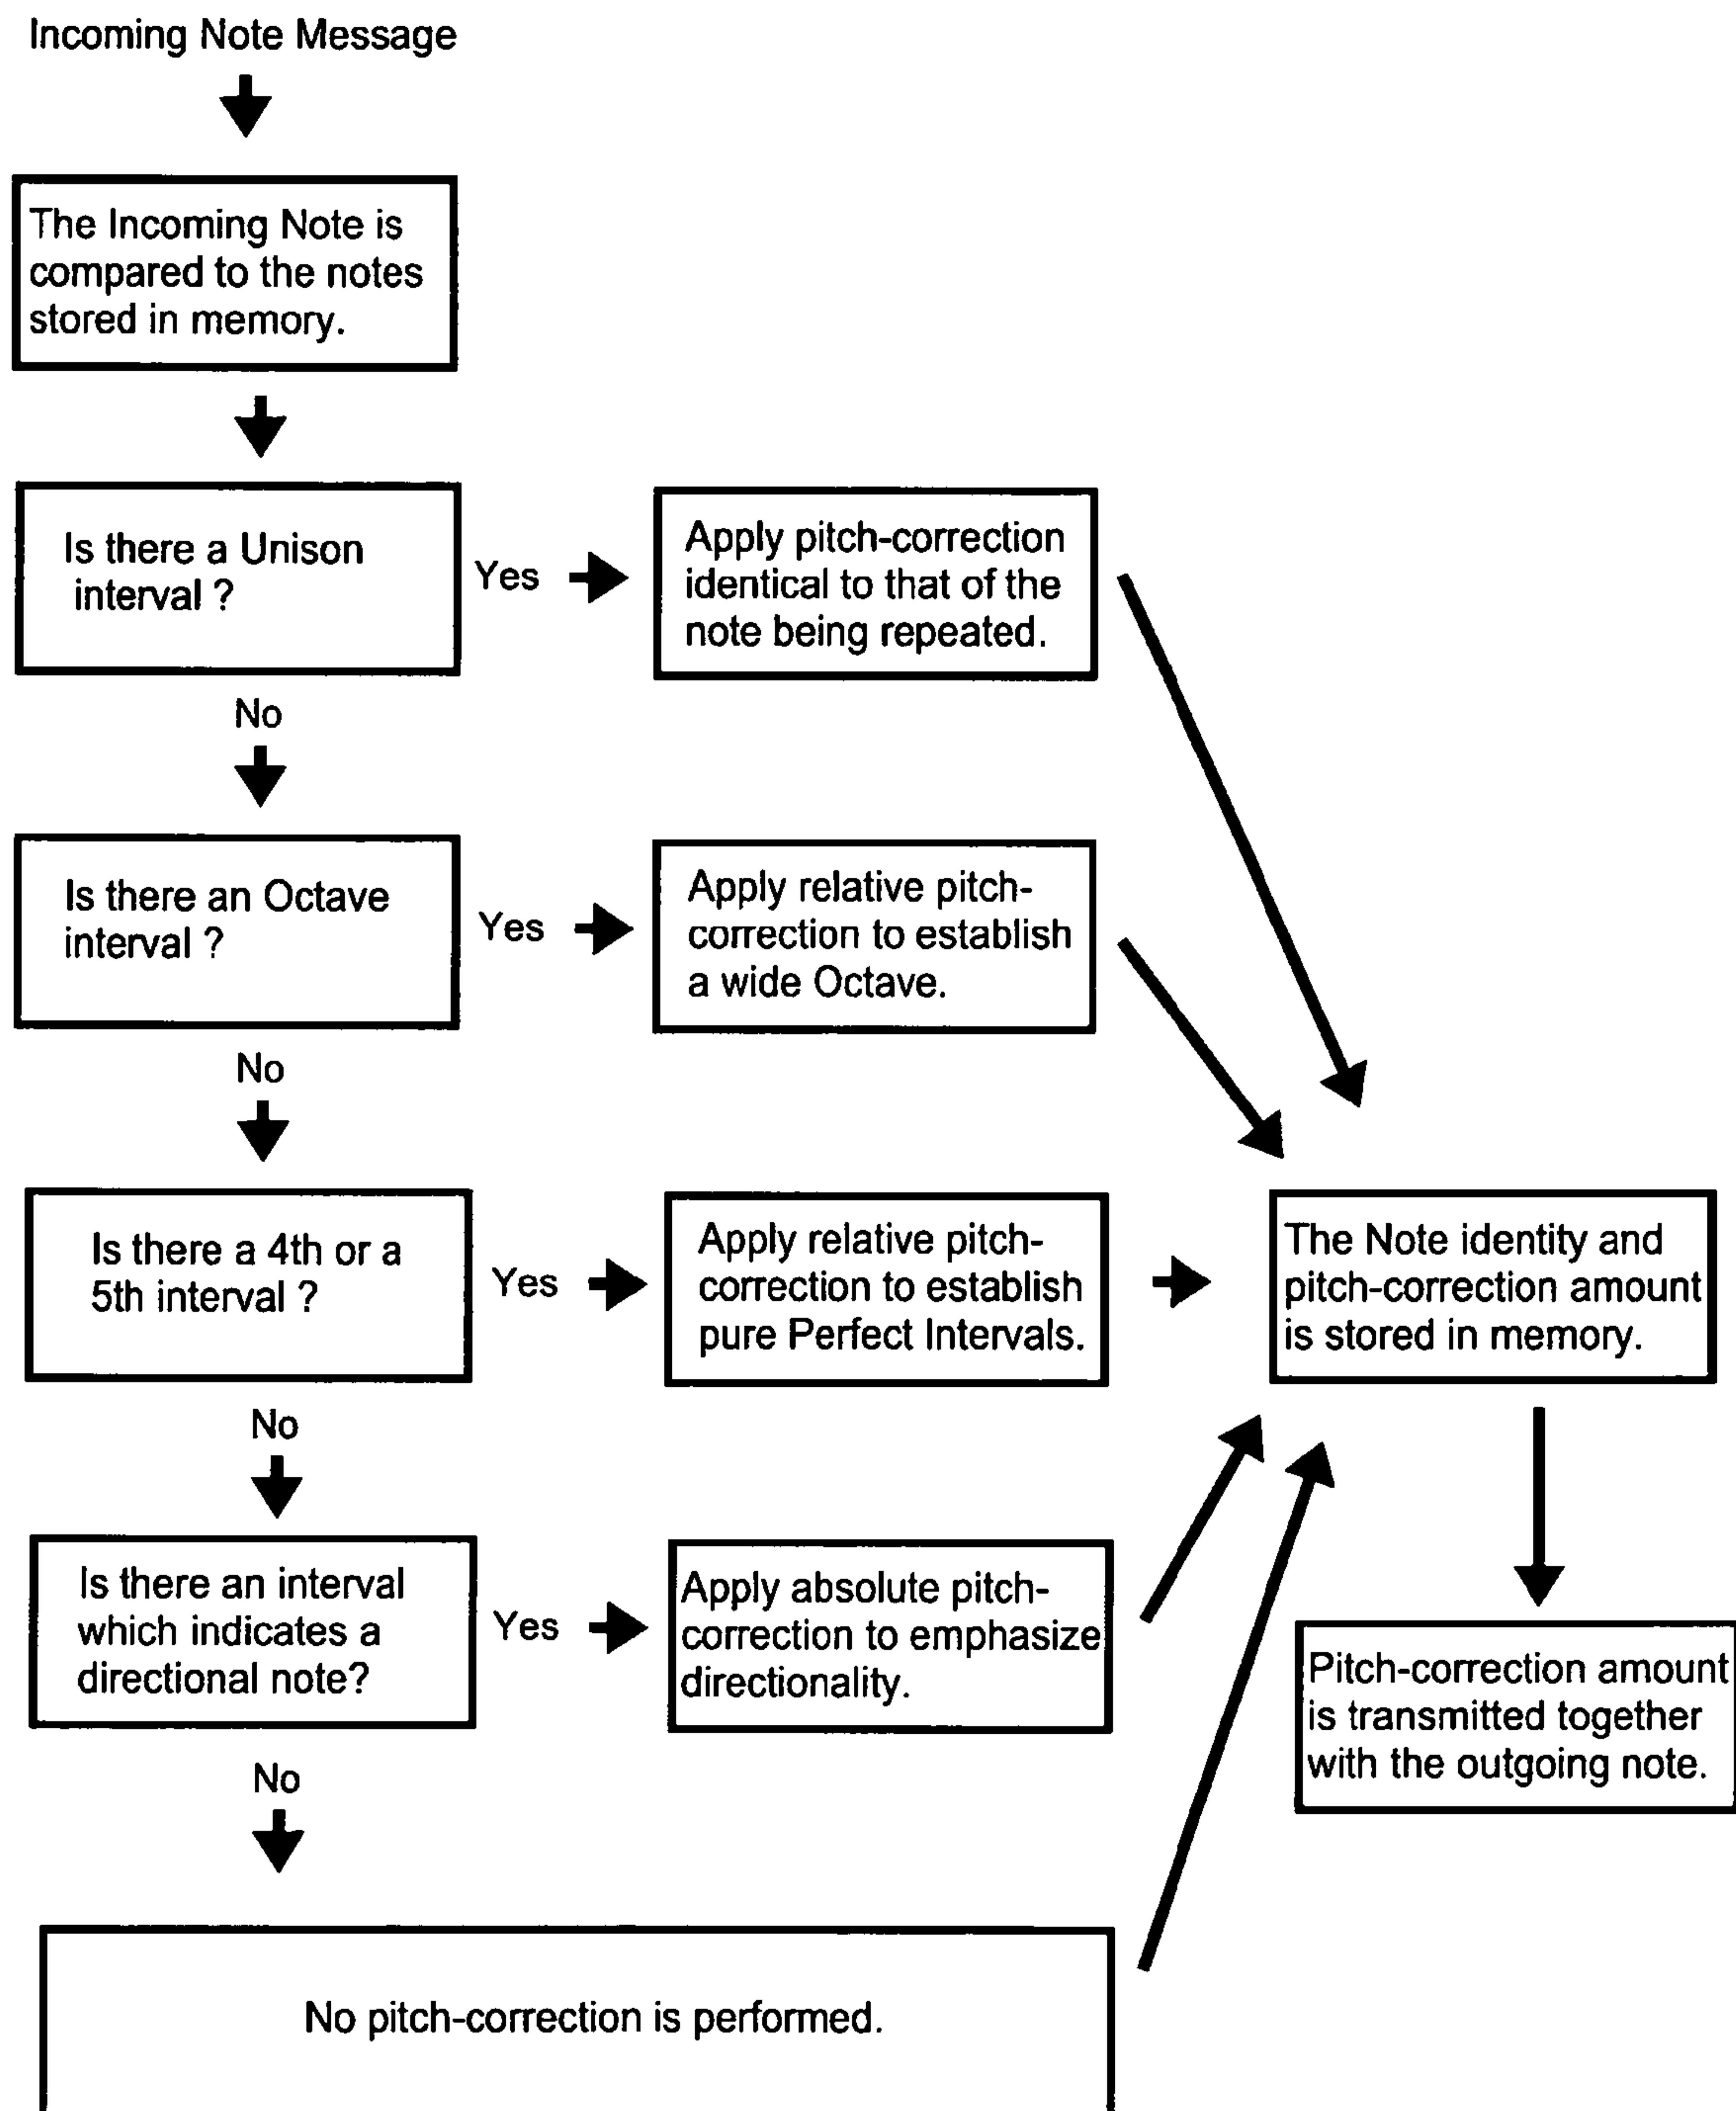 Incoming Note Message
The Incoming Note is
compared to the notes
stored in memory.
Is there a Unison
interval ?
Yes
Apply pitch-correction
identical to that of the
note being repeated.
No
Is there an Octave
interval ?
Yes
Apply relative pitch-
correction to establish
a wide Octave.
No
Is there a 4th or a
5th interval ?
Yes
Apply relative pitch-
correction to establish
pure Perfect Intervals.
The Note identity and
pitch-correction amount
is stored in memory.
No
Is there an interval
which indicates a
directional note?
Yes
Apply absolute pitch-
correction to emphasize
directionality.
Pitch-correction amount
is transmitted together
with the outgoing note.
No
No pitch-correction is performed.